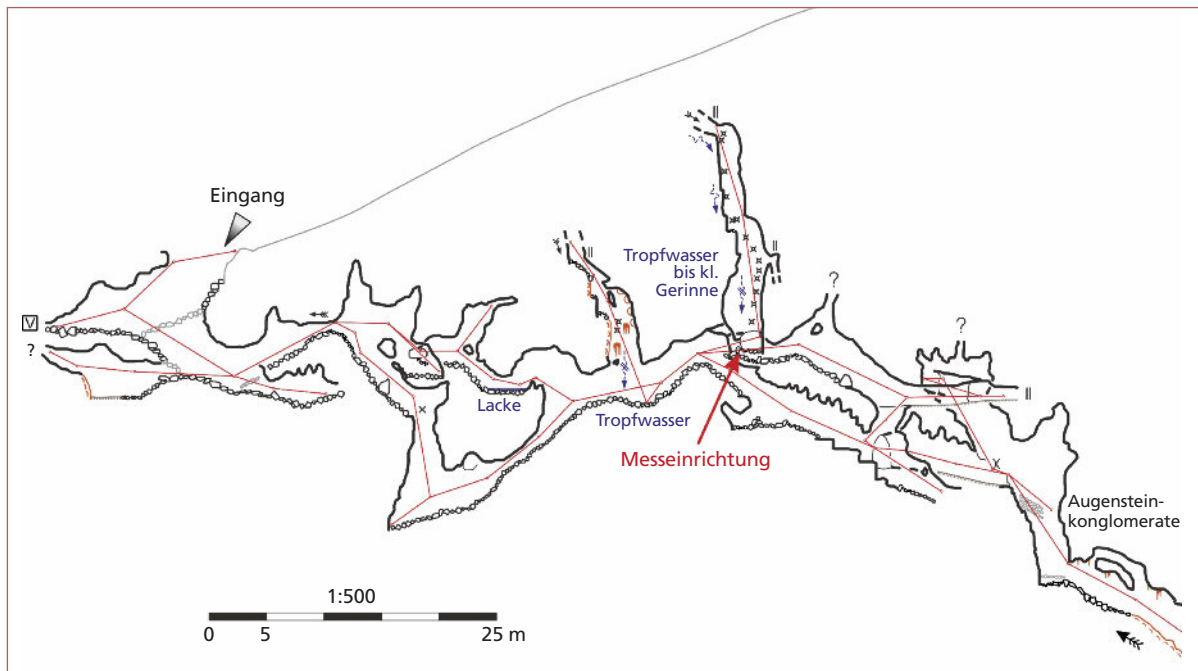 Eingang
V
?
Lacke
Tropfwasser
Tropfwasser
bis kl.
Gerinne
?
?
Messeinrichtung
Augenstein-
konglomerate
1:500
0 5 25 m